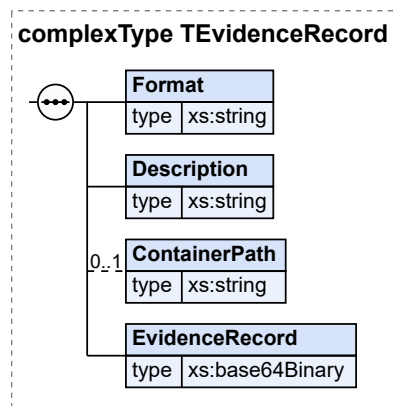 complexType TEvidenceRecord
Format
type xs:string
Description
type xs:string
0..1
ContainerPath
type xs:string
EvidenceRecord
type xs:base64Binary